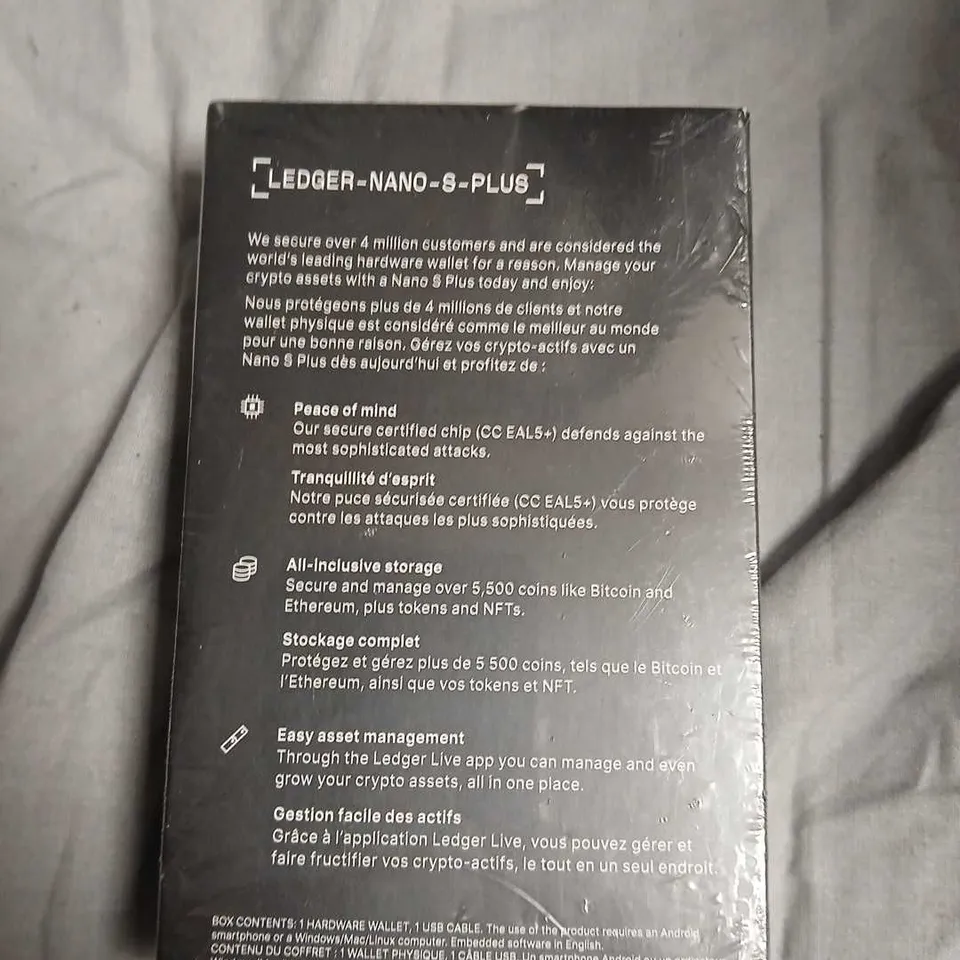 LEDGER-NANO-S-PLUS
We secure over 4 million customers and are considered the
world's leading hardware wallet for a reason. Manage your
crypto assets with a Nano S Plus today and enjoy:
Nous protégeons plus de 4 millions de clients et notre
wallet physique est considéré comme le meilleur au monde
pour une bonne raison. Gérez vos crypto-actifs avec un
Nano S Plus dès aujourd'hui et profitez de :
Peace of mind
Our secure certified chip (CC EAL5+) defends against the
most sophisticated attacks.
Tranquillité d'esprit
Notre puce sécurisée certifiée (CC EAL5+) vous protège
contre les attaques les plus sophistiquées.
All-inclusive storage
Secure and manage over 5,500 coins like Bitcoin and
Ethereum, plus tokens and NFTs.
Stockage complet
Protégez et gérez plus de 5 500 coins, tels que le Bitcoin et
l'Ethereum, ainsi que vos tokens et NFT.
Easy asset management
Through the Ledger Live app you can manage and even
grow your crypto assets, all in one place.
Gestion facile des actifs
Grâce à l'application Ledger Live, vous pouvez gérer et
faire fructifier vos crypto-actifs, le tout en un seul endroit.
BOX CONTENTS: 1 HARDWARE WALLET, 1 USB CABLE. The use of the product requires an Android
smartphone or a Windows/Mac/Linux computer. Embedded software in English.
CONTENU DU COFFRET : 1 WALLET PHYSIQUE, 1 CÂBLE USB. Un smartphone Android ou un